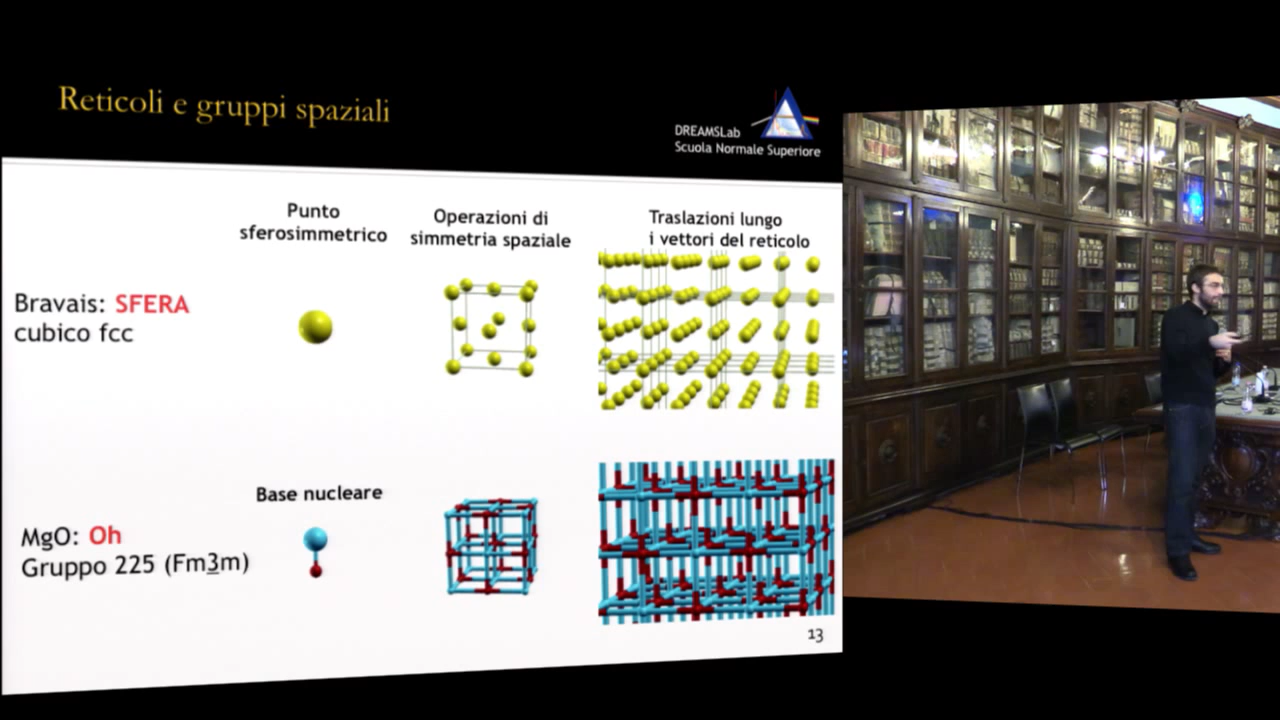 Reticoli e gruppi spaziali
DREAMSLab
Scuola Normale Superiore
Punto
sferosimmetrico
Operazioni di
simmetria spaziale
Traslazioni lungo
i vettori del reticolo
Bravais: SFERA
cubico fcc
Base nucleare
MgO: Oh
Gruppo 225 (Fm3m)
13